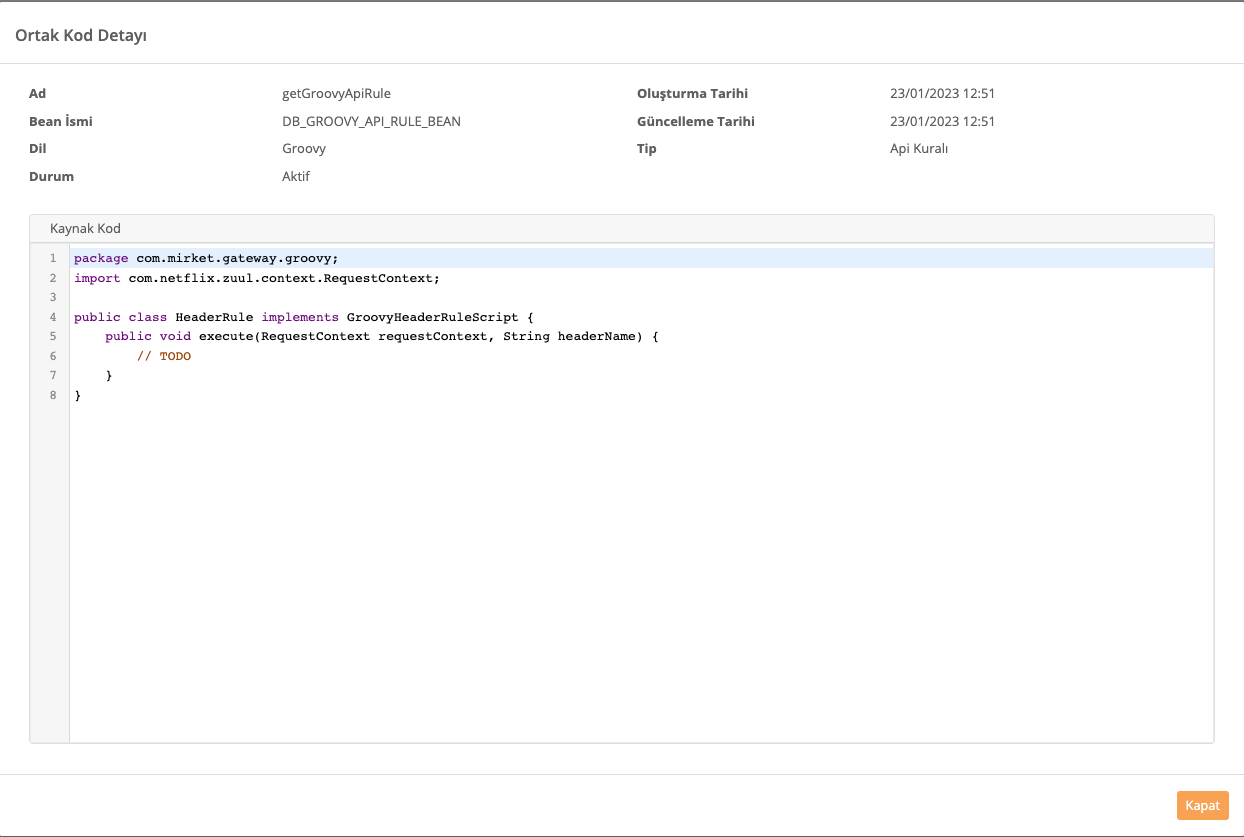 Ortak Kod Detayı
Ad getGroovyApiRule Oluşturma Tarihi 23/01/2023 12:51
Bean İsmi DB_GROOVY_API_RULE_BEAN Güncelleme Tarihi 23/01/2023 12:51
Dil Groovy Tip Api Kuralı
Durum Aktif
Kaynak Kod
1 package com.mirket.gateway.groovy;
2 import com.netflix.zuul.context.RequestContext;
3
4 public class HeaderRule implements GroovyHeaderRuleScript {
5     public void execute(RequestContext requestContext, String headerName) {
6         // TODO
7     }
8 }
Kapat